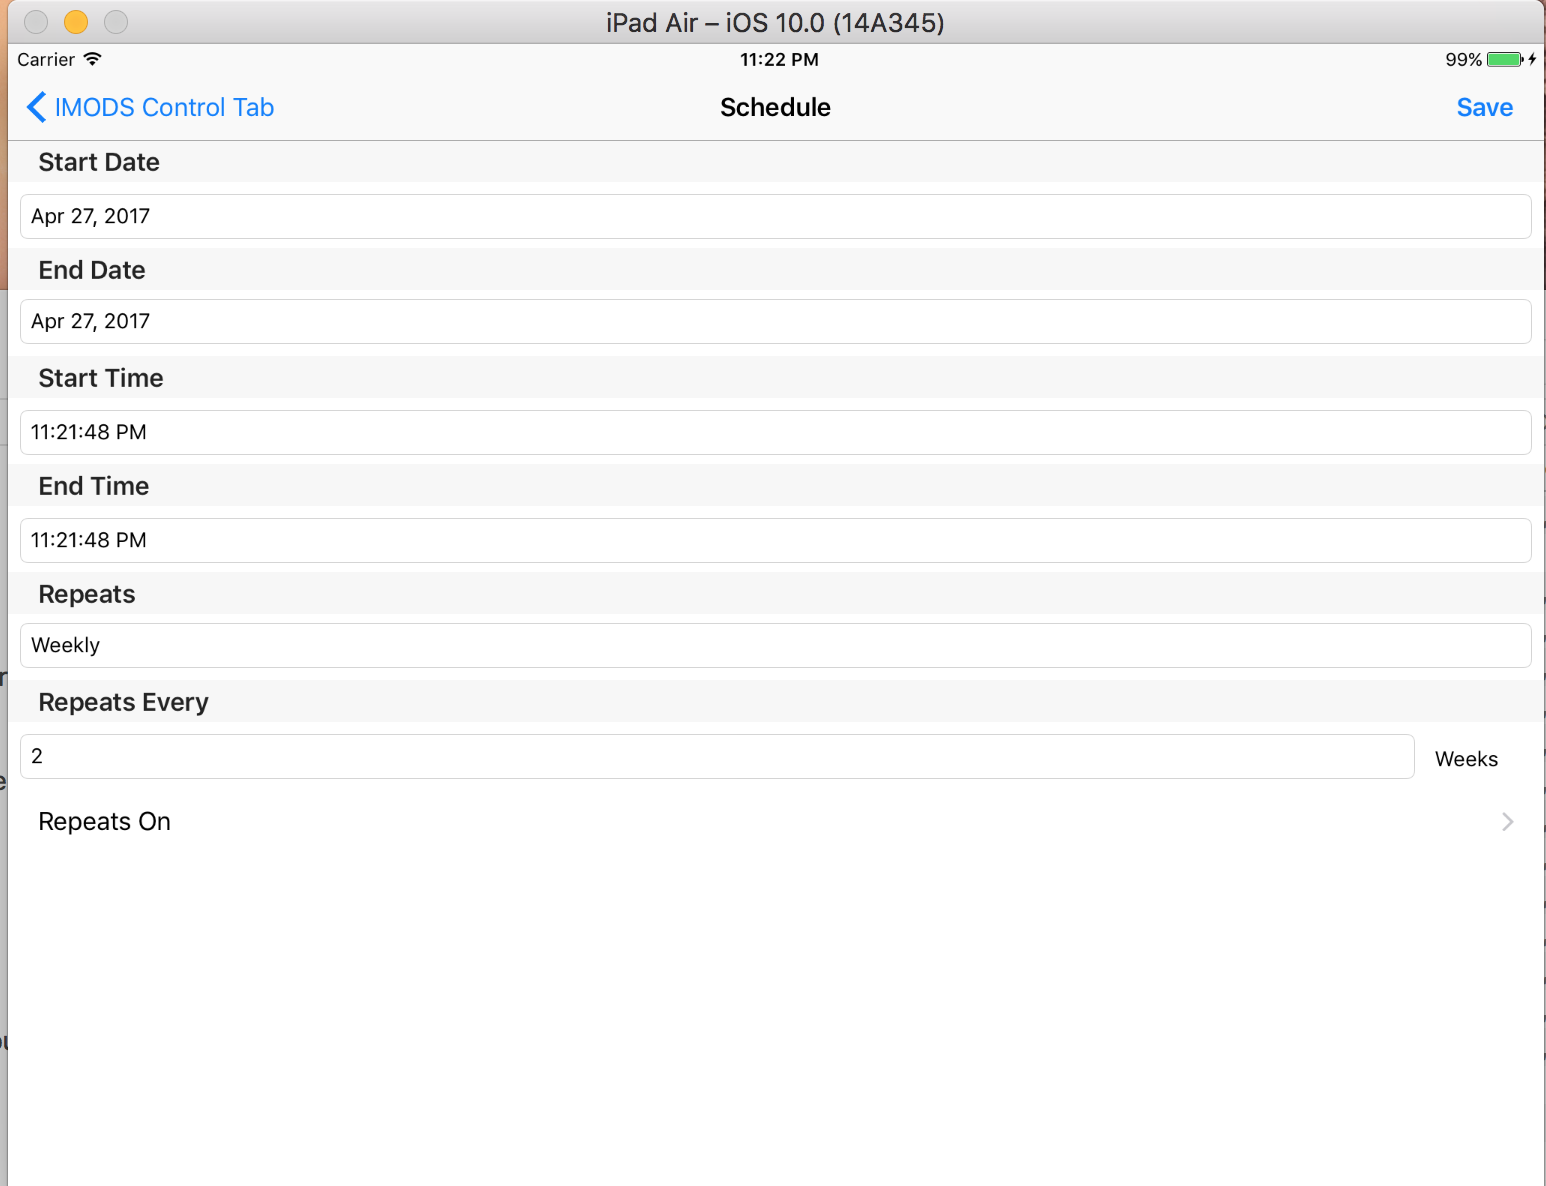 iPad Air – iOS 10.0 (14A345)
Carrier 11:22 PM 99%
IMODS Control Tab Schedule Save
Start Date
Apr 27, 2017
End Date
Apr 27, 2017
Start Time
11:21:48 PM
End Time
11:21:48 PM
Repeats
Weekly
Repeats Every
2 Weeks
Repeats On